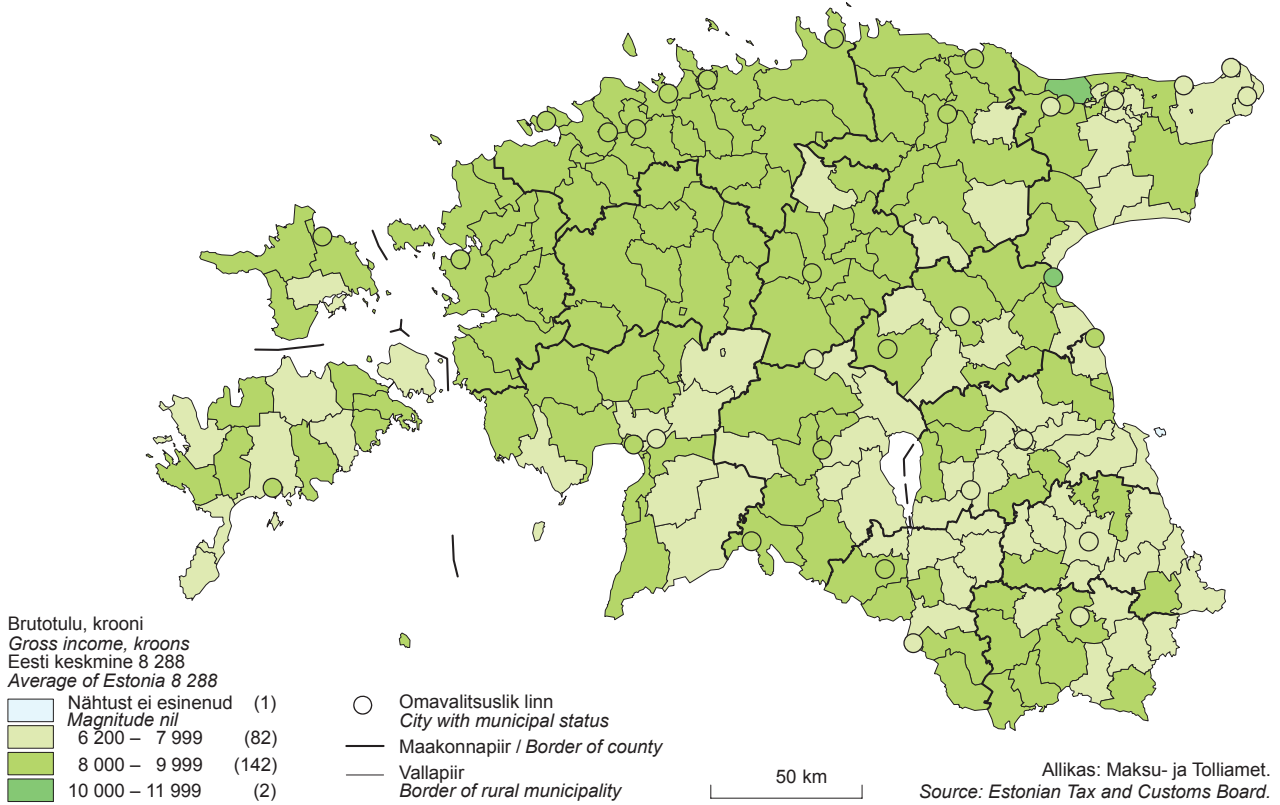 Brutotulu, krooni
Gross income, kroons
Eesti keskmine 8 288
Average of Estonia 8 288
Nähtust ei esinenud (1)
Magnitude nil
6 200 – 7 999 (82)
8 000 – 9 999 (142)
10 000 – 11 999 (2)
Omavalitsuslik linn
City with municipal status
Maakonnapiir / Border of county
Vallapiir
Border of rural municipality
50 km
Allikas: Maksu- ja Tolliamet.
Source: Estonian Tax and Customs Board.